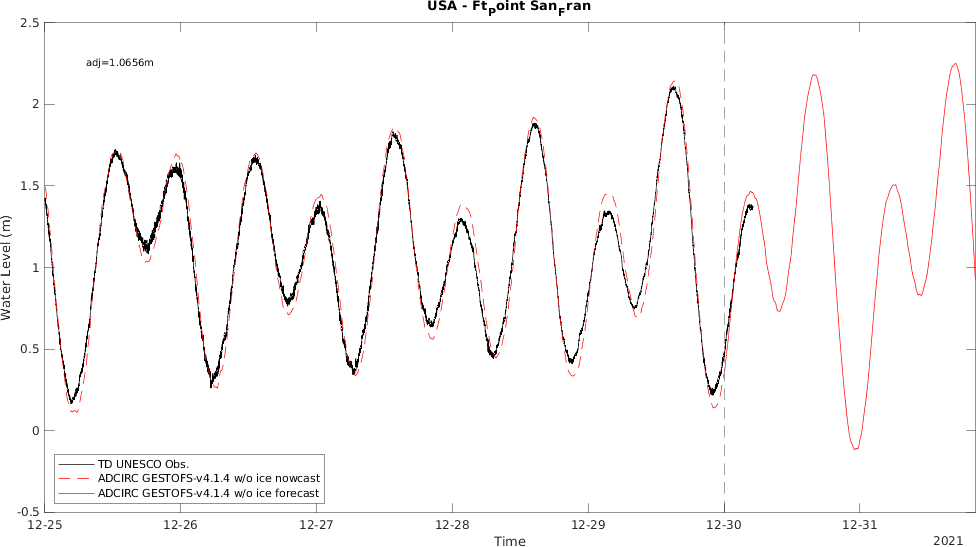 USA - FtPoint SanFran
adj=1.0656m
2.5
2
1.5
1
0.5
0
-0.5
Water Level (m)
TD UNESCO Obs.
ADCIRC GESTOFS-v4.1.4 w/o ice nowcast
ADCIRC GESTOFS-v4.1.4 w/o ice forecast
12-25 12-26 12-27 12-28 12-29 12-30 12-31
Time
2021